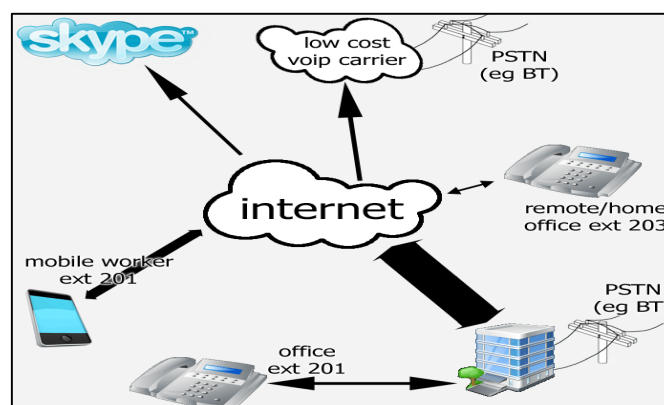 skype™
low cost
voip carrier
PSTN
(eg BT)
internet
remote/home
office ext 203
mobile worker
ext 201
PSTN
(eg BT
office
ext 201